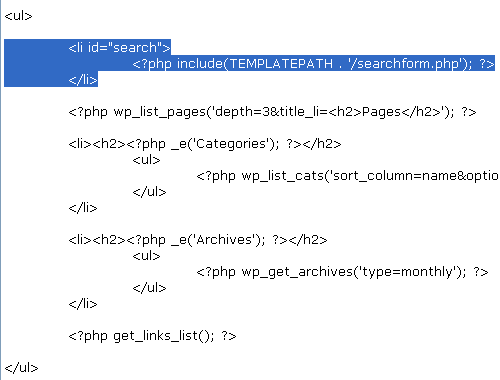 <ul>
<li id="search">
<?php include(TEMPLATEPATH . '/searchform.php'); ?>
</li>
<?php wp_list_pages('depth=3&title_li=<h2>Pages</h2>'); ?>
<li><h2><?php _e('Categories'); ?></h2>
<ul>
<?php wp_list_cats('sort_column=name&optio
</ul>
</li>
<li><h2><?php _e('Archives'); ?></h2>
<ul>
<?php wp_get_archives('type=monthly'); ?>
</ul>
</li>
<?php get_links_list(); ?>
</ul>